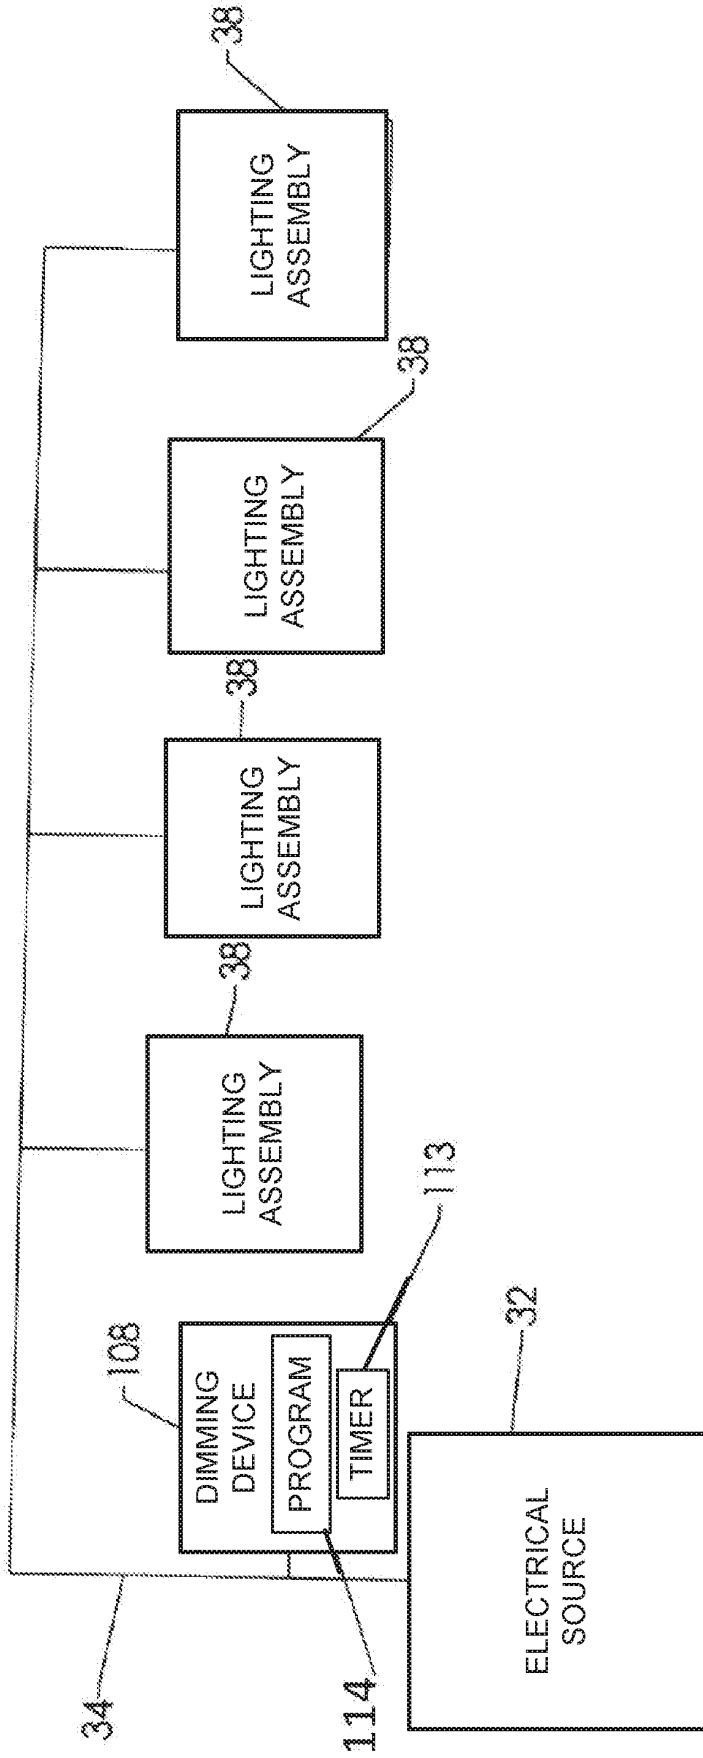 34
108
DIMMING
DEVICE
PROGRAM
TIMER
114
113
ELECTRICAL
SOURCE
32
LIGHTING
ASSEMBLY
38
LIGHTING
ASSEMBLY
38
LIGHTING
ASSEMBLY
38
LIGHTING
ASSEMBLY
38